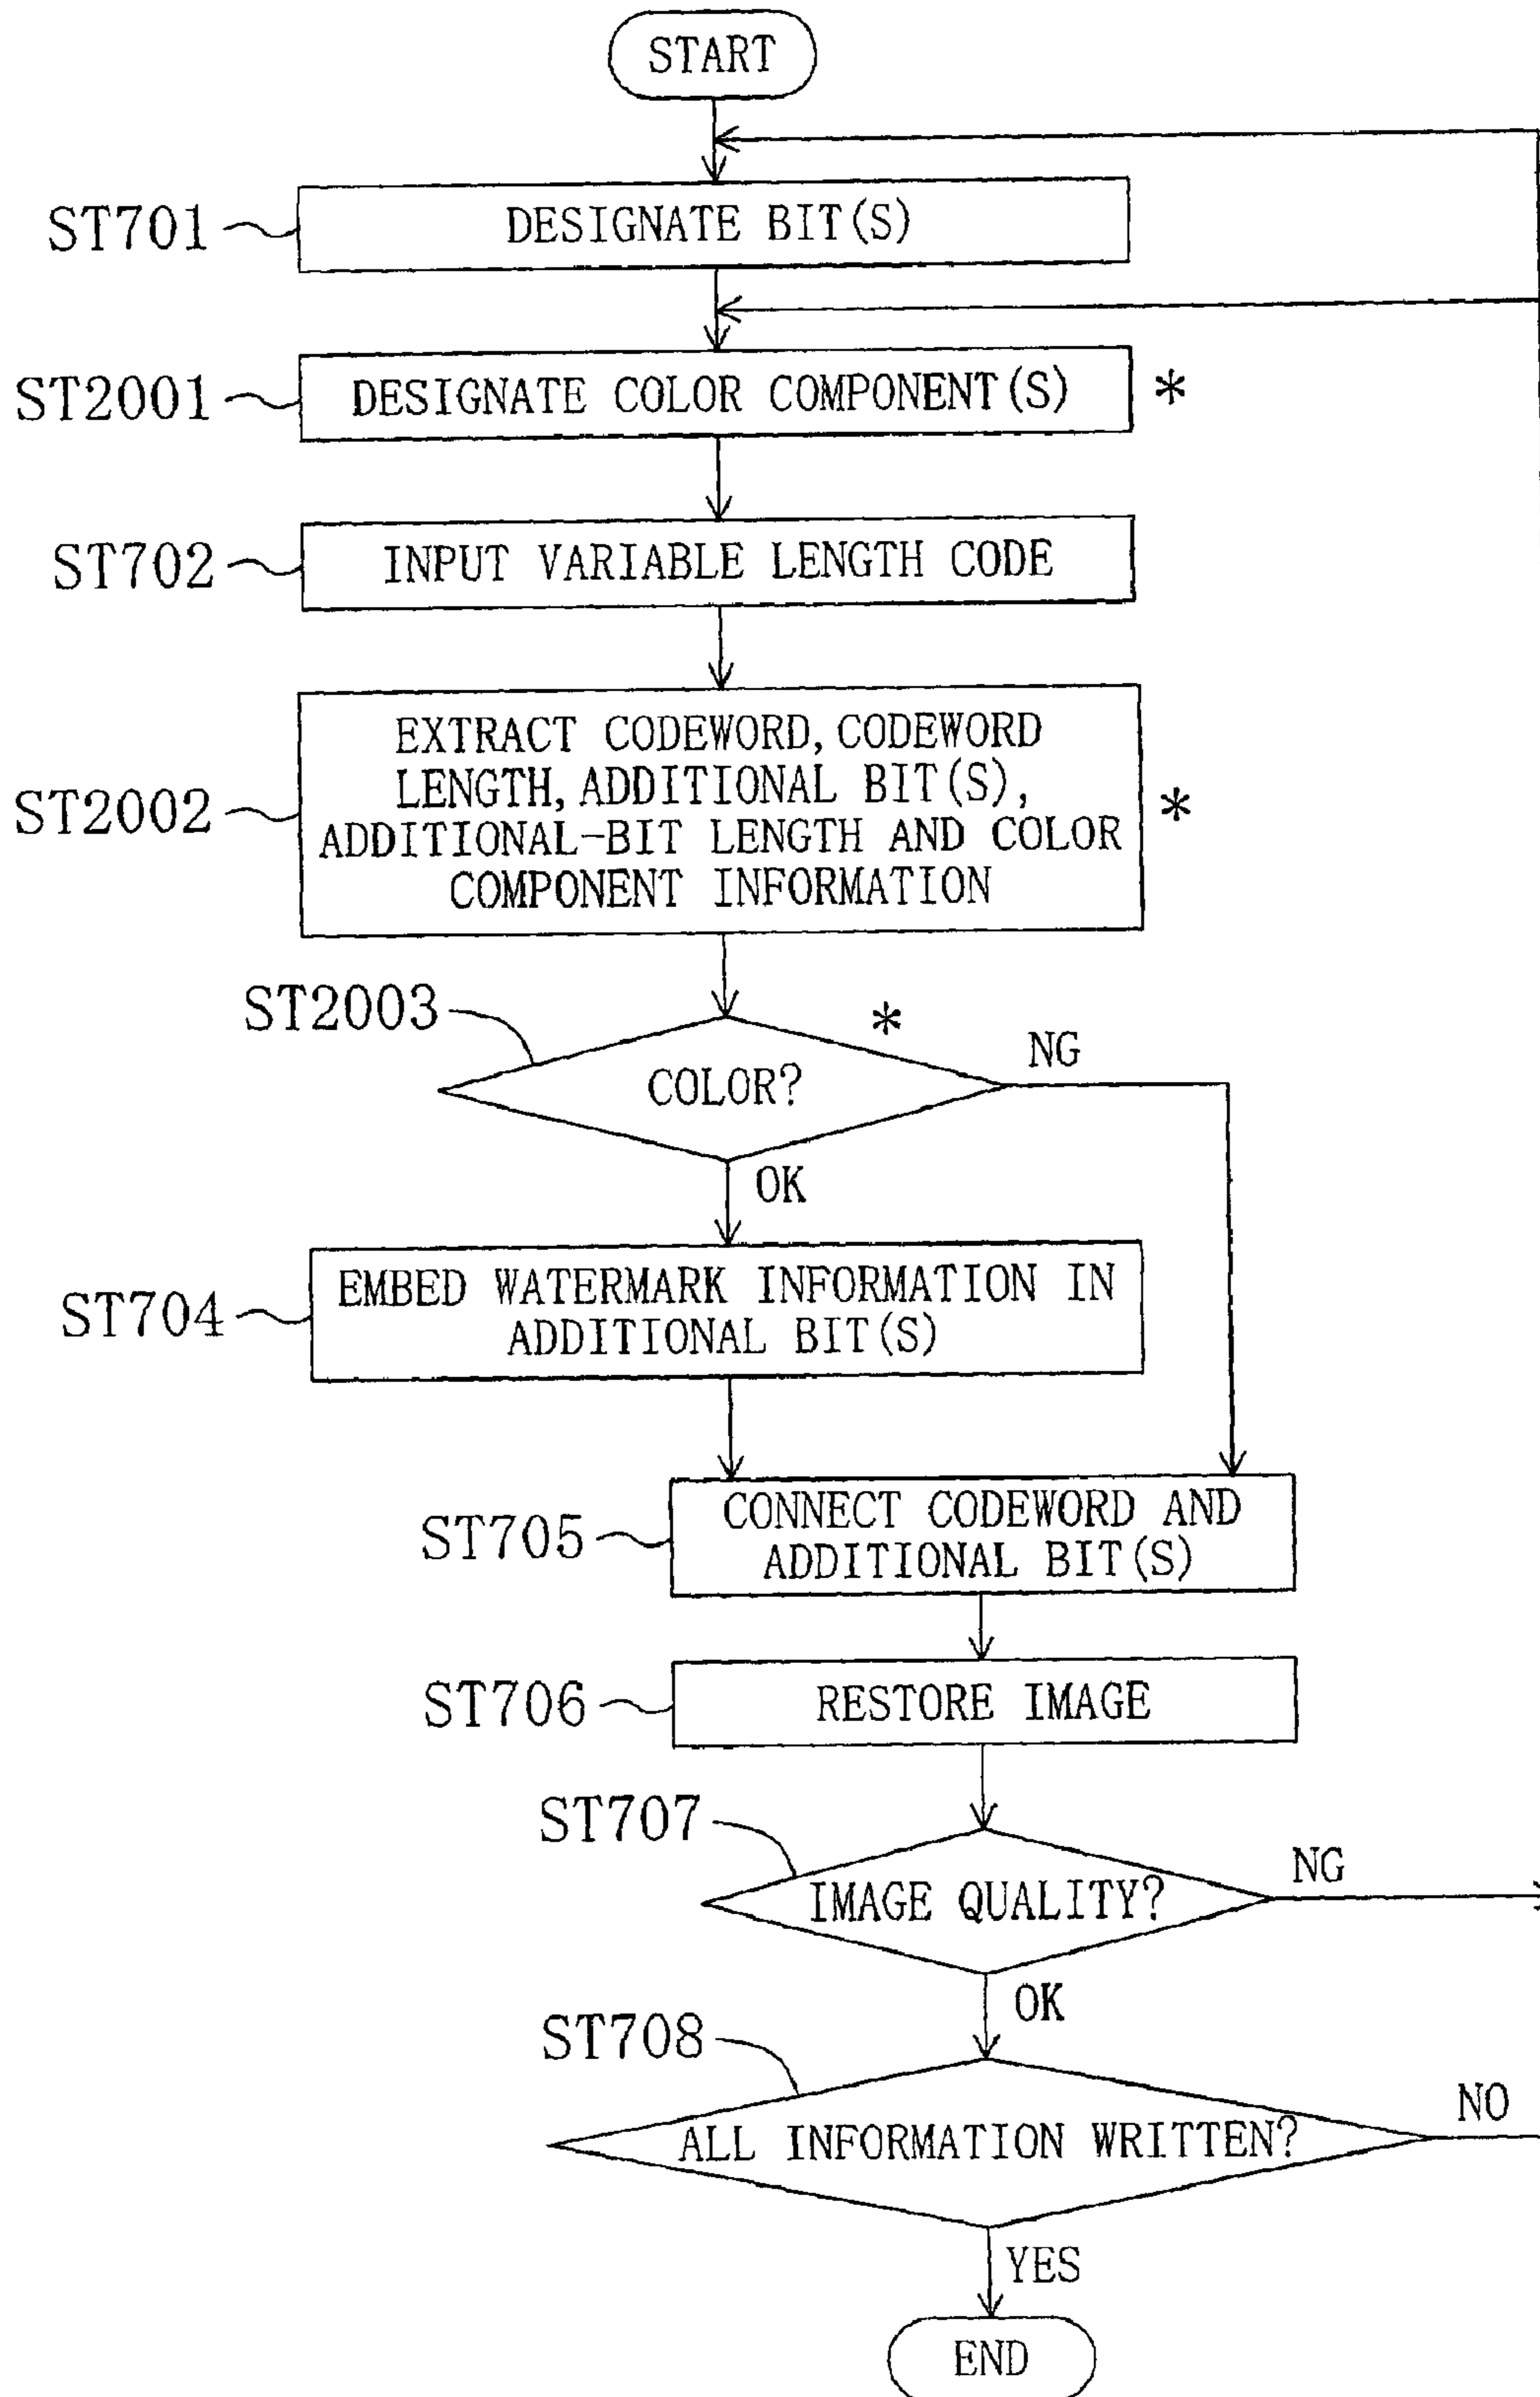 START
ST701
DESIGNATE BIT(S)
ST2001
DESIGNATE COLOR COMPONENT(S)
*
ST702
INPUT VARIABLE LENGTH CODE
ST2002
EXTRACT CODEWORD, CODEWORD
LENGTH, ADDITIONAL BIT(S),
ADDITIONAL-BIT LENGTH AND COLOR
COMPONENT INFORMATION
*
ST2003
*
COLOR?
NG
OK
ST704
EMBED WATERMARK INFORMATION IN
ADDITIONAL BIT(S)
ST705
CONNECT CODEWORD AND
ADDITIONAL BIT(S)
ST706
RESTORE IMAGE
ST707
IMAGE QUALITY?
NG
OK
ST708
ALL INFORMATION WRITTEN?
NO
YES
END